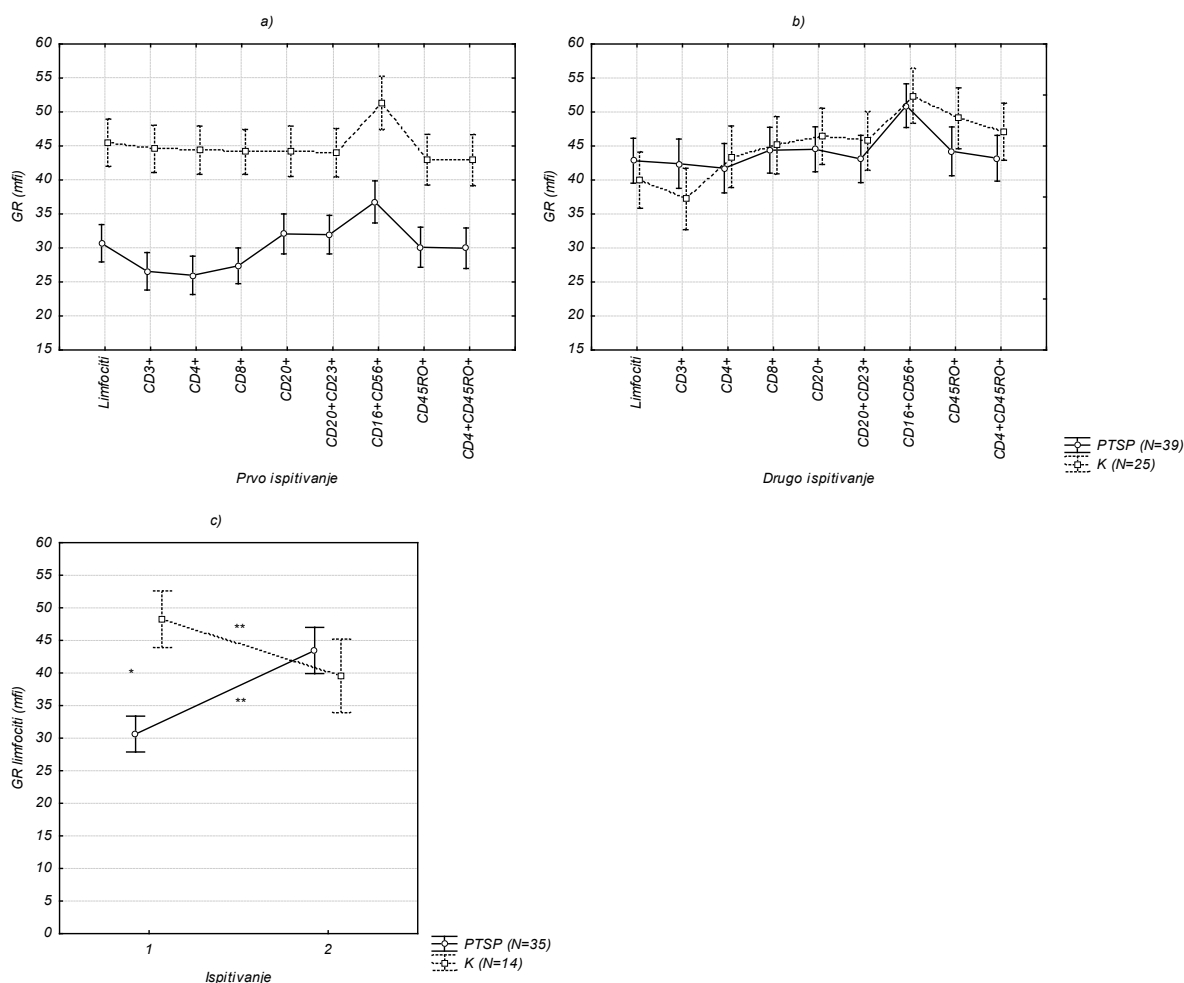 a)
60
55
50
45
40
35
30
25
20
15
GR (mfi)
Limfociti
CD3+
CD4+
CD8+
CD20+
CD20+CD23+
CD16+CD56+
CD45RO+
CD4+CD45RO+
Prvo ispitivanje
b)
60
55
50
45
40
35
30
25
20
15
GR (mfi)
Limfociti
CD3+
CD4+
CD8+
CD20+
CD20+CD23+
CD16+CD56+
CD45RO+
CD4+CD45RO+
Drugo ispitivanje
PTSP (N=39)
K (N=25)
c)
60
55
50
45
40
35
30
25
20
15
10
5
0
GR limfociti (mfi)
**
*
**
1 2
Ispitivanje
PTSP (N=35)
K (N=14)